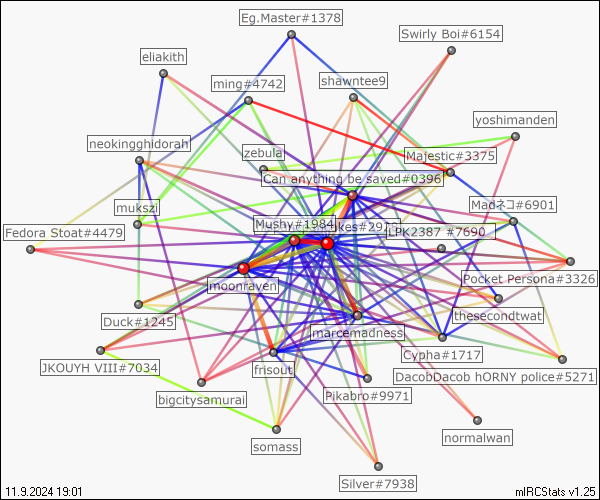 Eg.Master#1378
Swirly Boi#6154
eliakith
ming#4742
shawntee9
yoshimanden
neokingghidorah
zebula
Majestic#3375
Can anything be saved#0396
mukszi
Madネコ#6901
Mushy#1984
kes#292
LPK2387 #7690
Fedora Stoat#4479
Pocket Persona#3326
moonraven
thesecondtwat
Duck#1245
marcemadness
Cypha#1717
JKOUYH VIII#7034
frisout
DacobDacob hORNY police#5271
Pikabro#9971
bigcitysamurai
normalwan
somass
Silver#7938
11.9.2024 19:01
mIRCStats v1.25